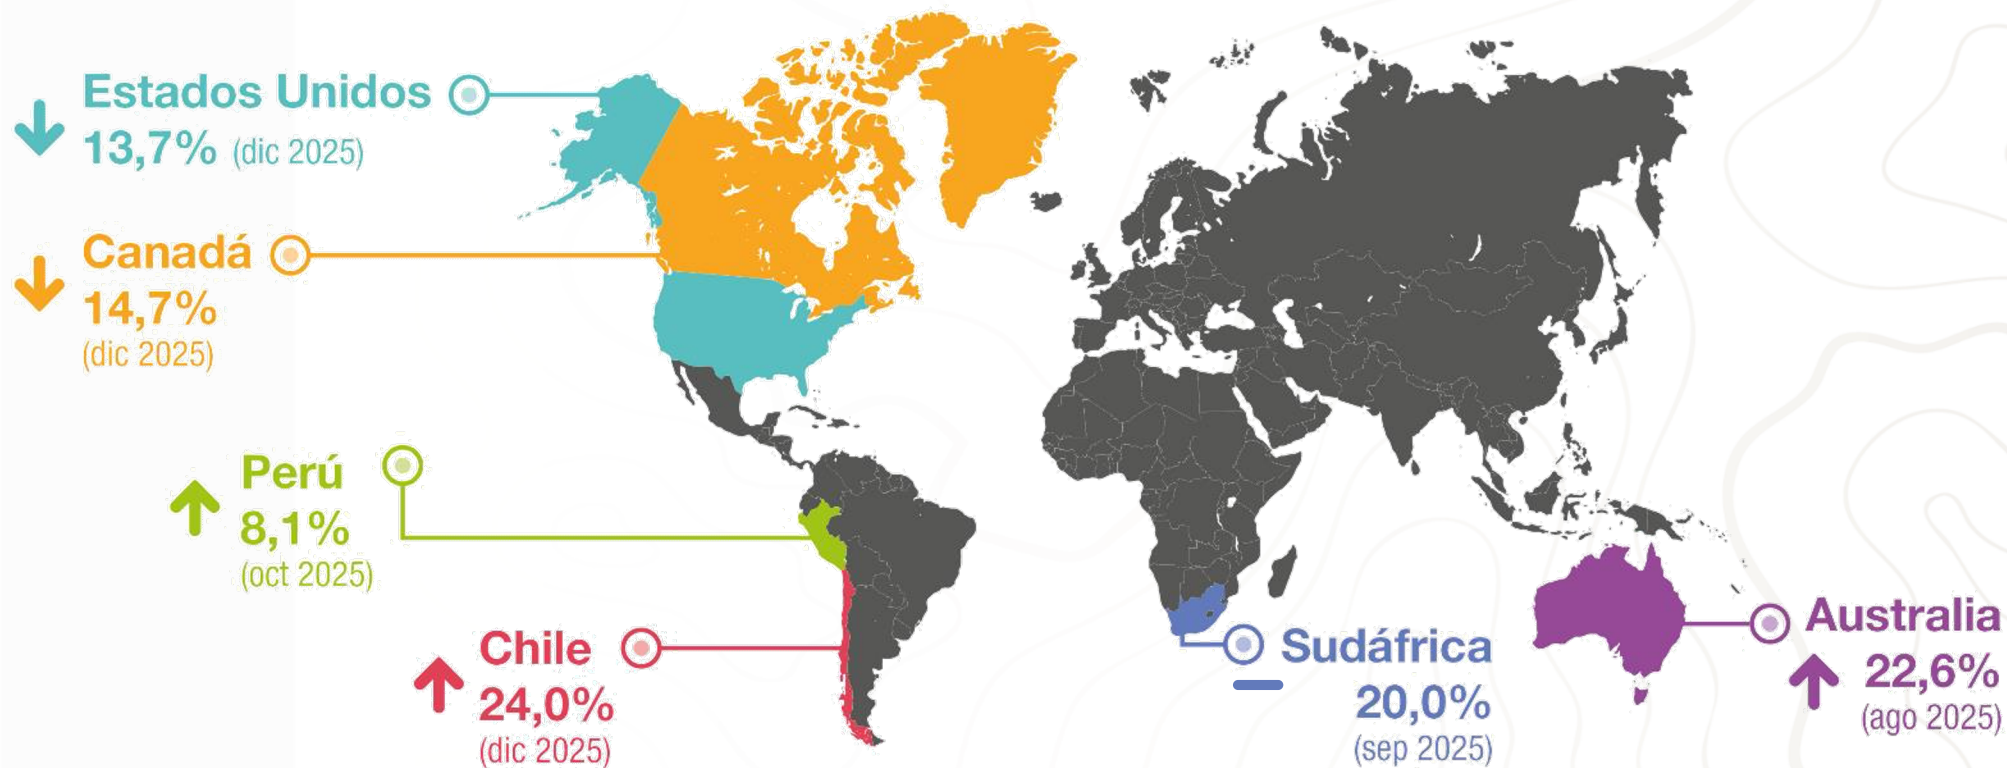 Estados Unidos
13,7% (dic 2025)
Canadá
14,7%
(dic 2025)
Perú
8,1%
(oct 2025)
Chile
24,0%
(dic 2025)
Sudáfrica
20,0%
(sep 2025)
Australia
22,6%
(ago 2025)